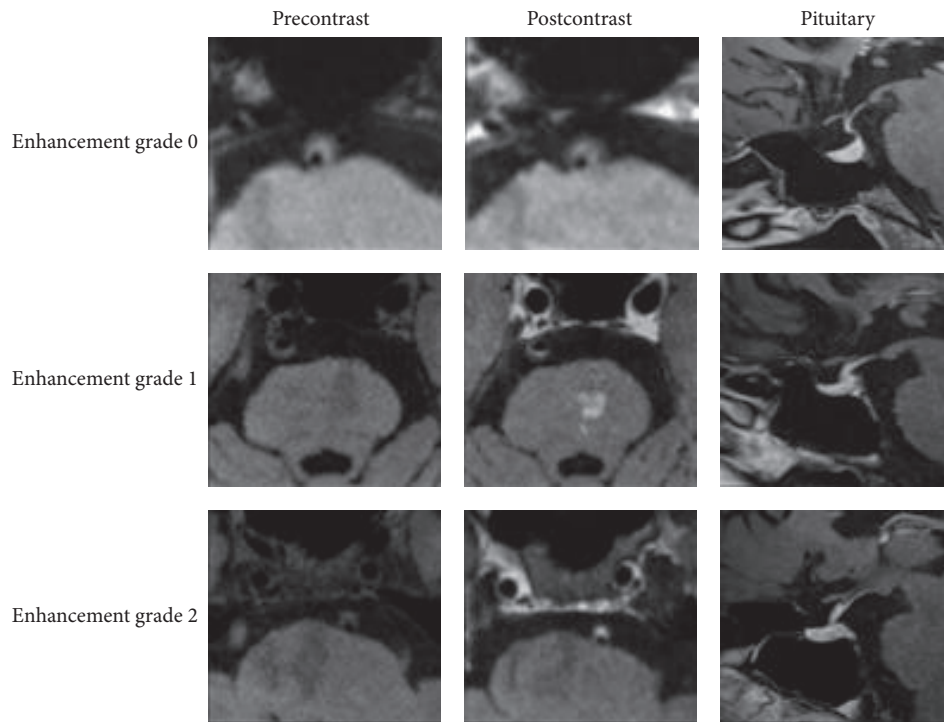 Precontrast Postcontrast Pituitary
Enhancement grade 0
Enhancement grade 1
Enhancement grade 2